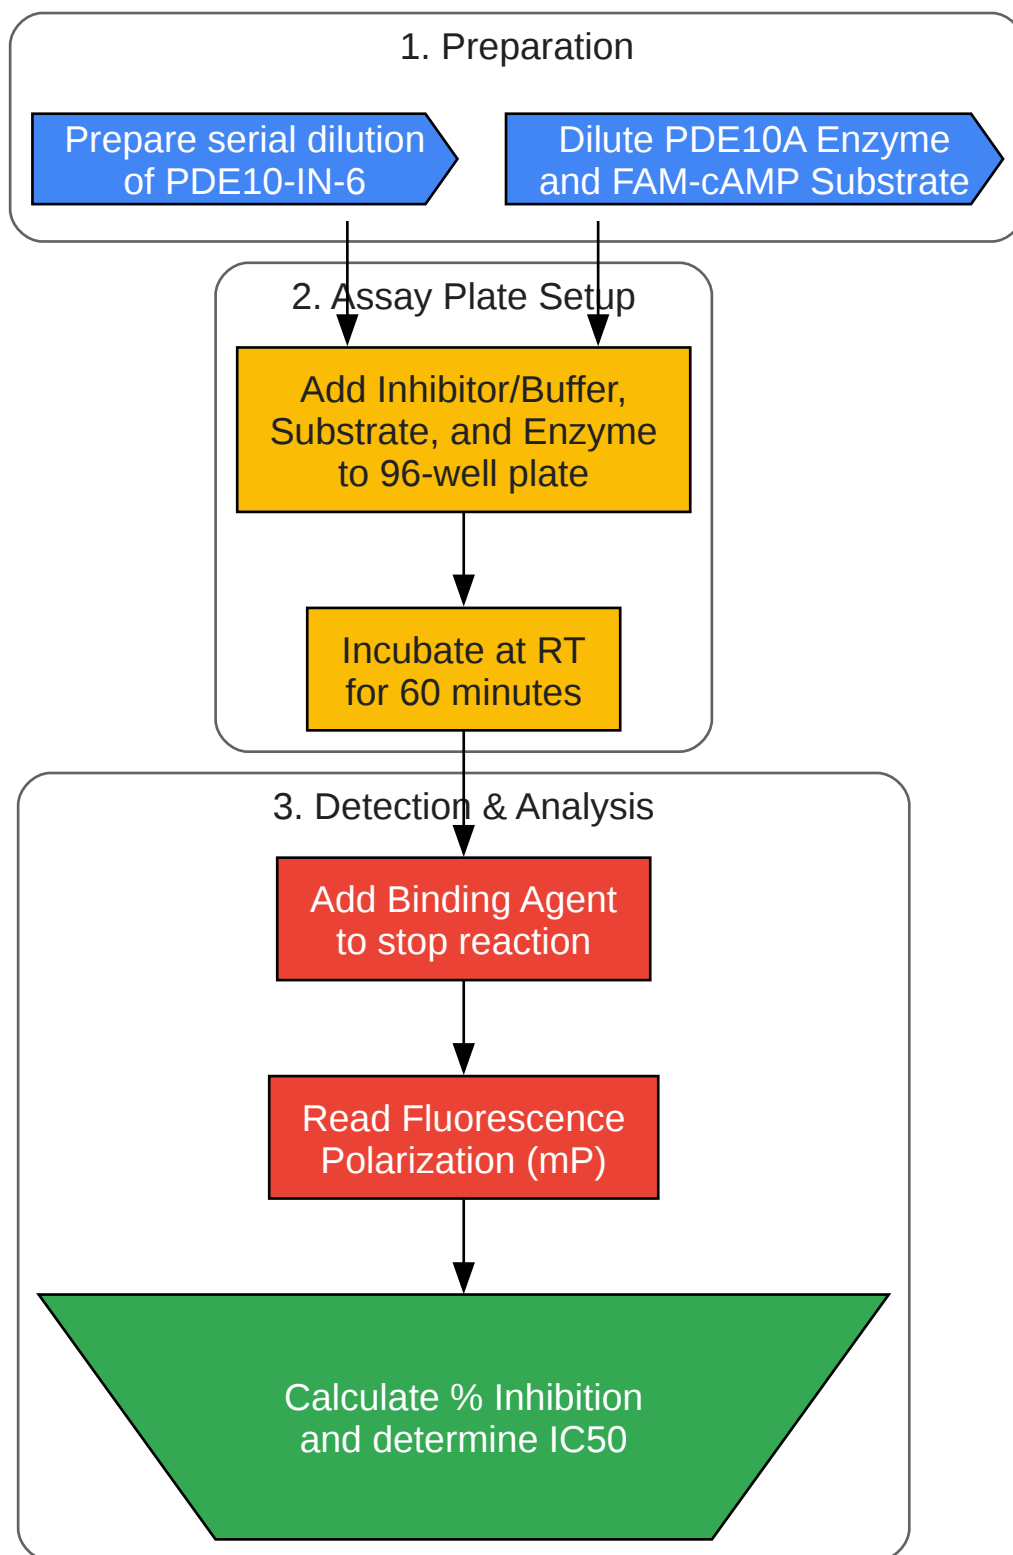 1. Preparation
Prepare serial dilution
of PDE10-IN-6
Dilute PDE10A Enzyme
and FAM-cAMP Substrate
2. Assay Plate Setup
Add Inhibitor/Buffer,
Substrate, and Enzyme
to 96-well plate
Incubate at RT
for 60 minutes
3. Detection & Analysis
Add Binding Agent
to stop reaction
Read Fluorescence
Polarization (mP)
Calculate % Inhibition
and determine IC50